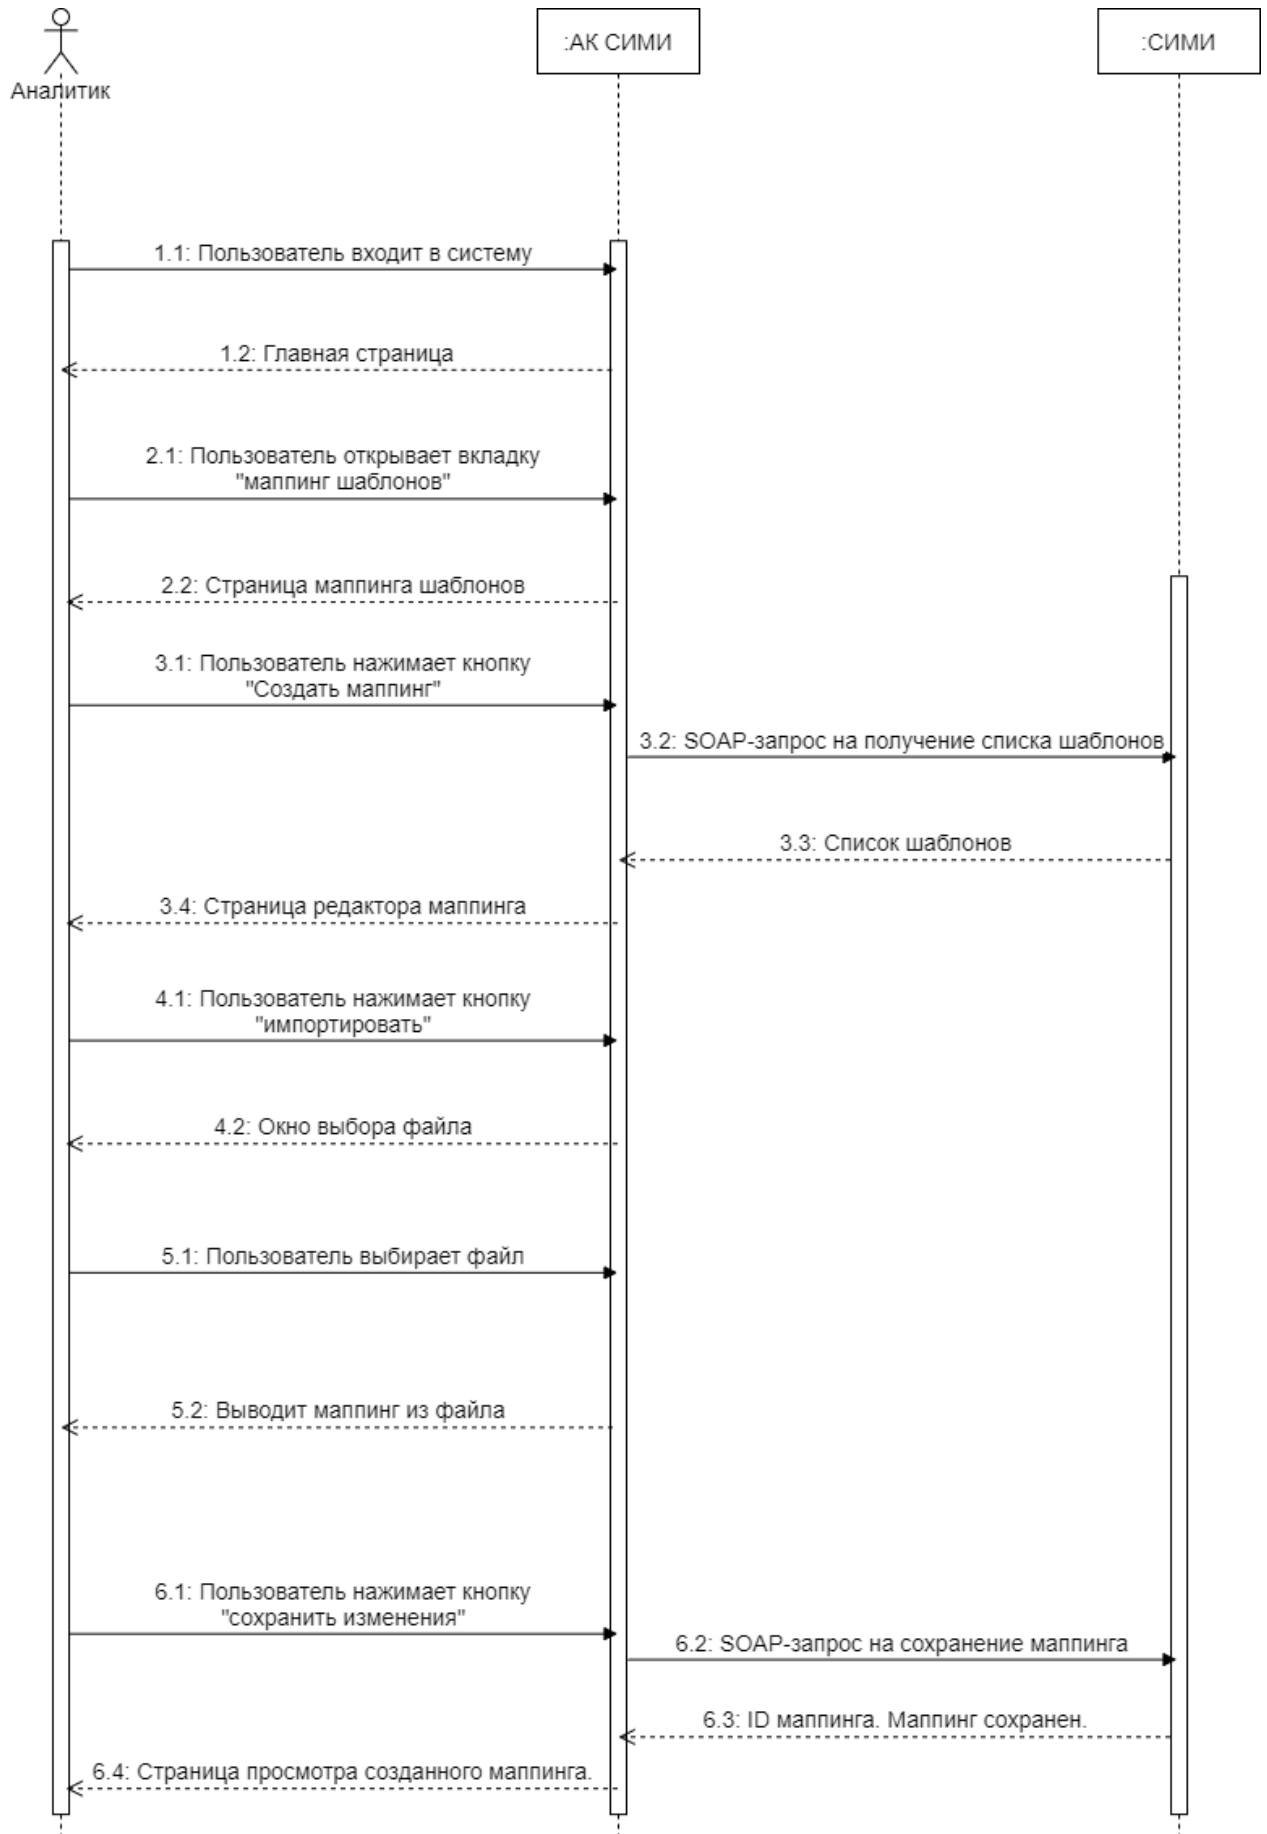 Аналитик
:АК СИМИ
:СИМИ
1.1: Пользователь входит в систему
1.2: Главная страница
2.1: Пользователь открывает вкладку
"маппинг шаблонов"
2.2: Страница маппинга шаблонов
3.1: Пользователь нажимает кнопку
"Создать маппинг"
3.2: SOAP-запрос на получение списка шаблонов
3.3: Список шаблонов
3.4: Страница редактора маппинга
4.1: Пользователь нажимает кнопку
"импортировать"
4.2: Окно выбора файла
5.1: Пользователь выбирает файл
5.2: Выводит маппинг из файла
6.1: Пользователь нажимает кнопку
"сохранить изменения"
6.2: SOAP-запрос на сохранение маппинга
6.3: ID маппинга. Маппинг сохранен.
6.4: Страница просмотра созданного маппинга.